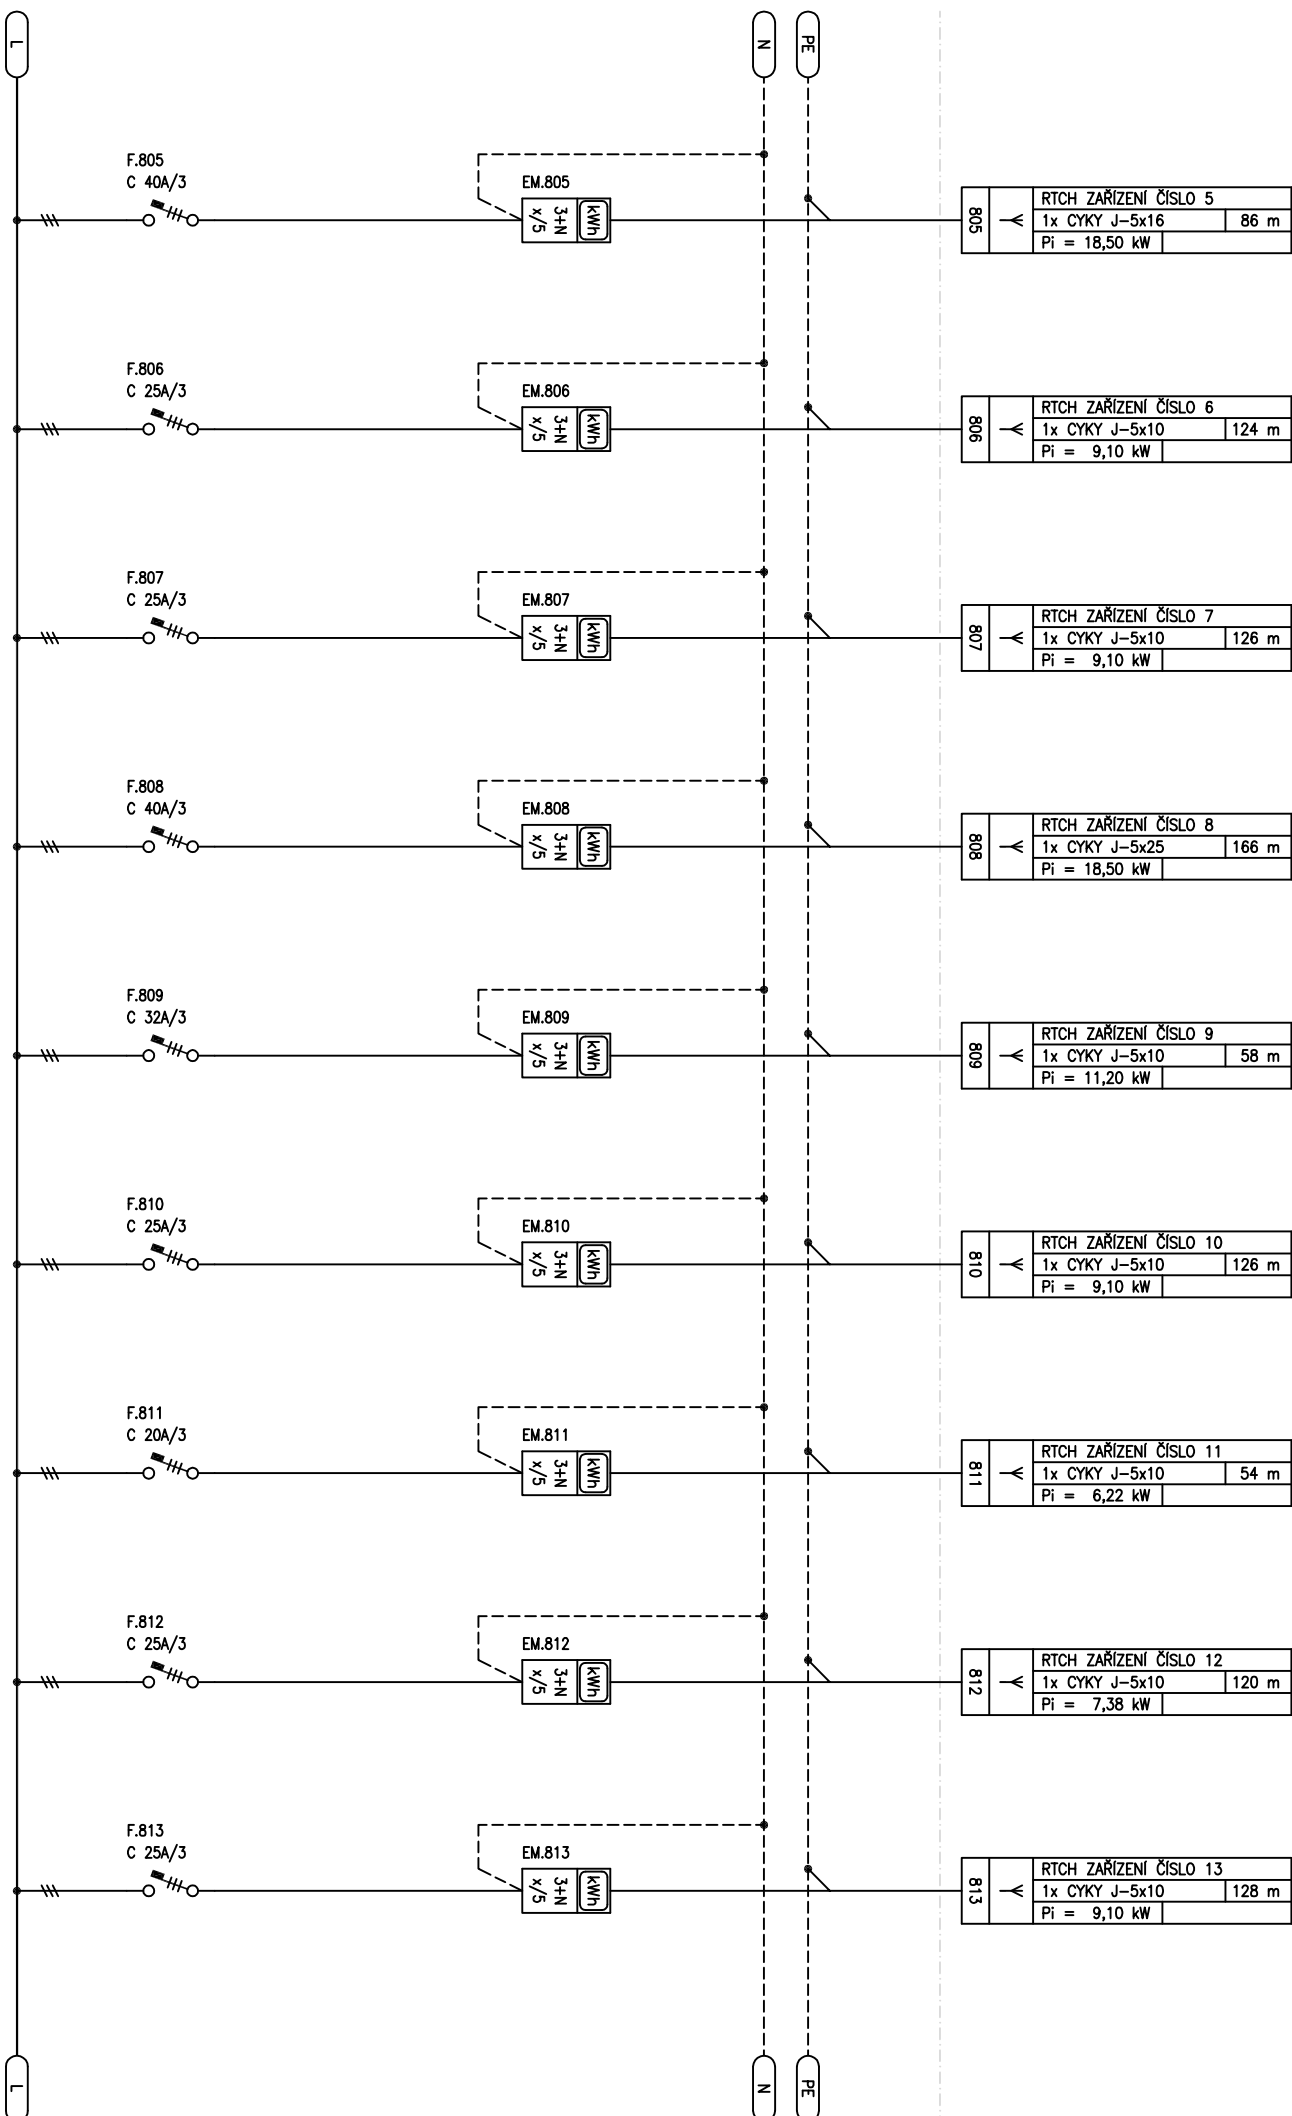 L
N
PE
F.805
C 40A/3
EM.805
kWh
3+N
x/5
805
RTCH ZAŘÍZENÍ ČÍSLO 5
1x CYKY J-5x16 86 m
Pi = 18,50 kW
F.806
C 25A/3
EM.806
kWh
3+N
x/5
806
RTCH ZAŘÍZENÍ ČÍSLO 6
1x CYKY J-5x10 124 m
Pi = 9,10 kW
F.807
C 25A/3
EM.807
kWh
3+N
x/5
807
RTCH ZAŘÍZENÍ ČÍSLO 7
1x CYKY J-5x10 126 m
Pi = 9,10 kW
F.808
C 40A/3
EM.808
kWh
3+N
x/5
808
RTCH ZAŘÍZENÍ ČÍSLO 8
1x CYKY J-5x25 166 m
Pi = 18,50 kW
F.809
C 32A/3
EM.809
kWh
3+N
x/5
809
RTCH ZAŘÍZENÍ ČÍSLO 9
1x CYKY J-5x10 58 m
Pi = 11,20 kW
F.810
C 25A/3
EM.810
kWh
3+N
x/5
810
RTCH ZAŘÍZENÍ ČÍSLO 10
1x CYKY J-5x10 126 m
Pi = 9,10 kW
F.811
C 20A/3
EM.811
kWh
3+N
x/5
811
RTCH ZAŘÍZENÍ ČÍSLO 11
1x CYKY J-5x10 54 m
Pi = 6,22 kW
F.812
C 25A/3
EM.812
kWh
3+N
x/5
812
RTCH ZAŘÍZENÍ ČÍSLO 12
1x CYKY J-5x10 120 m
Pi = 7,38 kW
F.813
C 25A/3
EM.813
kWh
3+N
x/5
813
RTCH ZAŘÍZENÍ ČÍSLO 13
1x CYKY J-5x10 128 m
Pi = 9,10 kW
L
N
PE